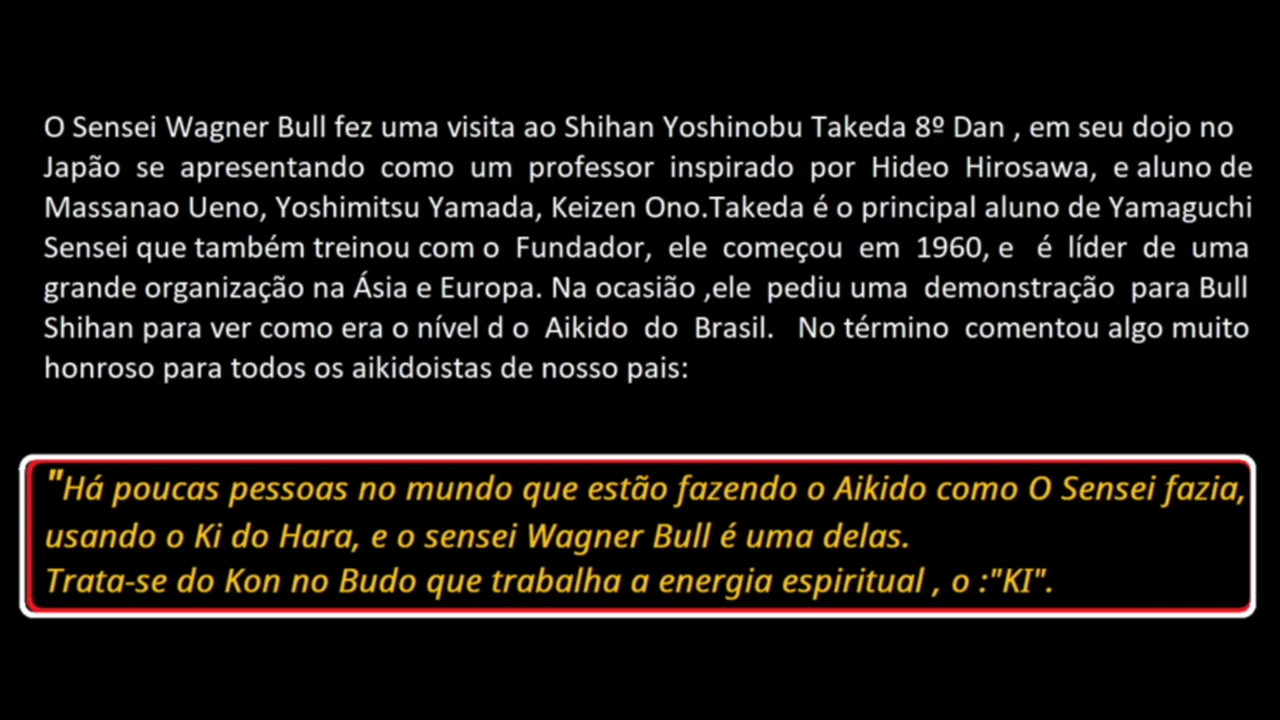 O Sensei Wagner Bull fez uma visita ao Shihan Yoshinobu Takeda 8º Dan , em seu dojo no
Japão se apresentando como um professor inspirado por Hideo Hirosawa, e aluno de
Massanao Ueno, Yoshimitsu Yamada, Keizen Ono.Takeda é o principal aluno de Yamaguchi
Sensei que também treinou com o Fundador, ele começou em 1960, e é líder de uma
grande organização na Ásia e Europa. Na ocasião ,ele pediu uma demonstração para Bull
Shihan para ver como era o nível d o Aikido do Brasil. No término comentou algo muito
honroso para todos os aikidoistas de nosso pais:
"Há poucas pessoas no mundo que estão fazendo o Aikido como O Sensei fazia,
usando o Ki do Hara, e o sensei Wagner Bull é uma delas.
Trata-se do Kon no Budo que trabalha a energia espiritual , o :"KI".